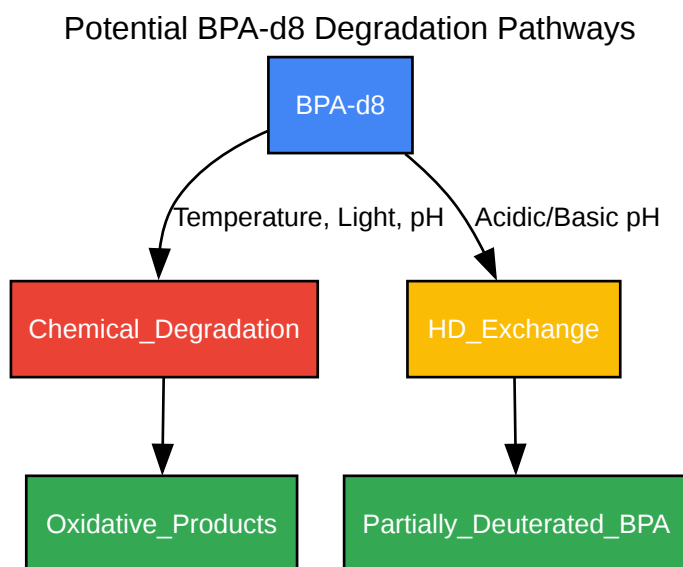 Potential BPA-d8 Degradation Pathways
BPA-d8
Temperature, Light, pH
Acidic/Basic pH
Chemical_Degradation
HD_Exchange
Oxidative_Products
Partially_Deuterated_BPA